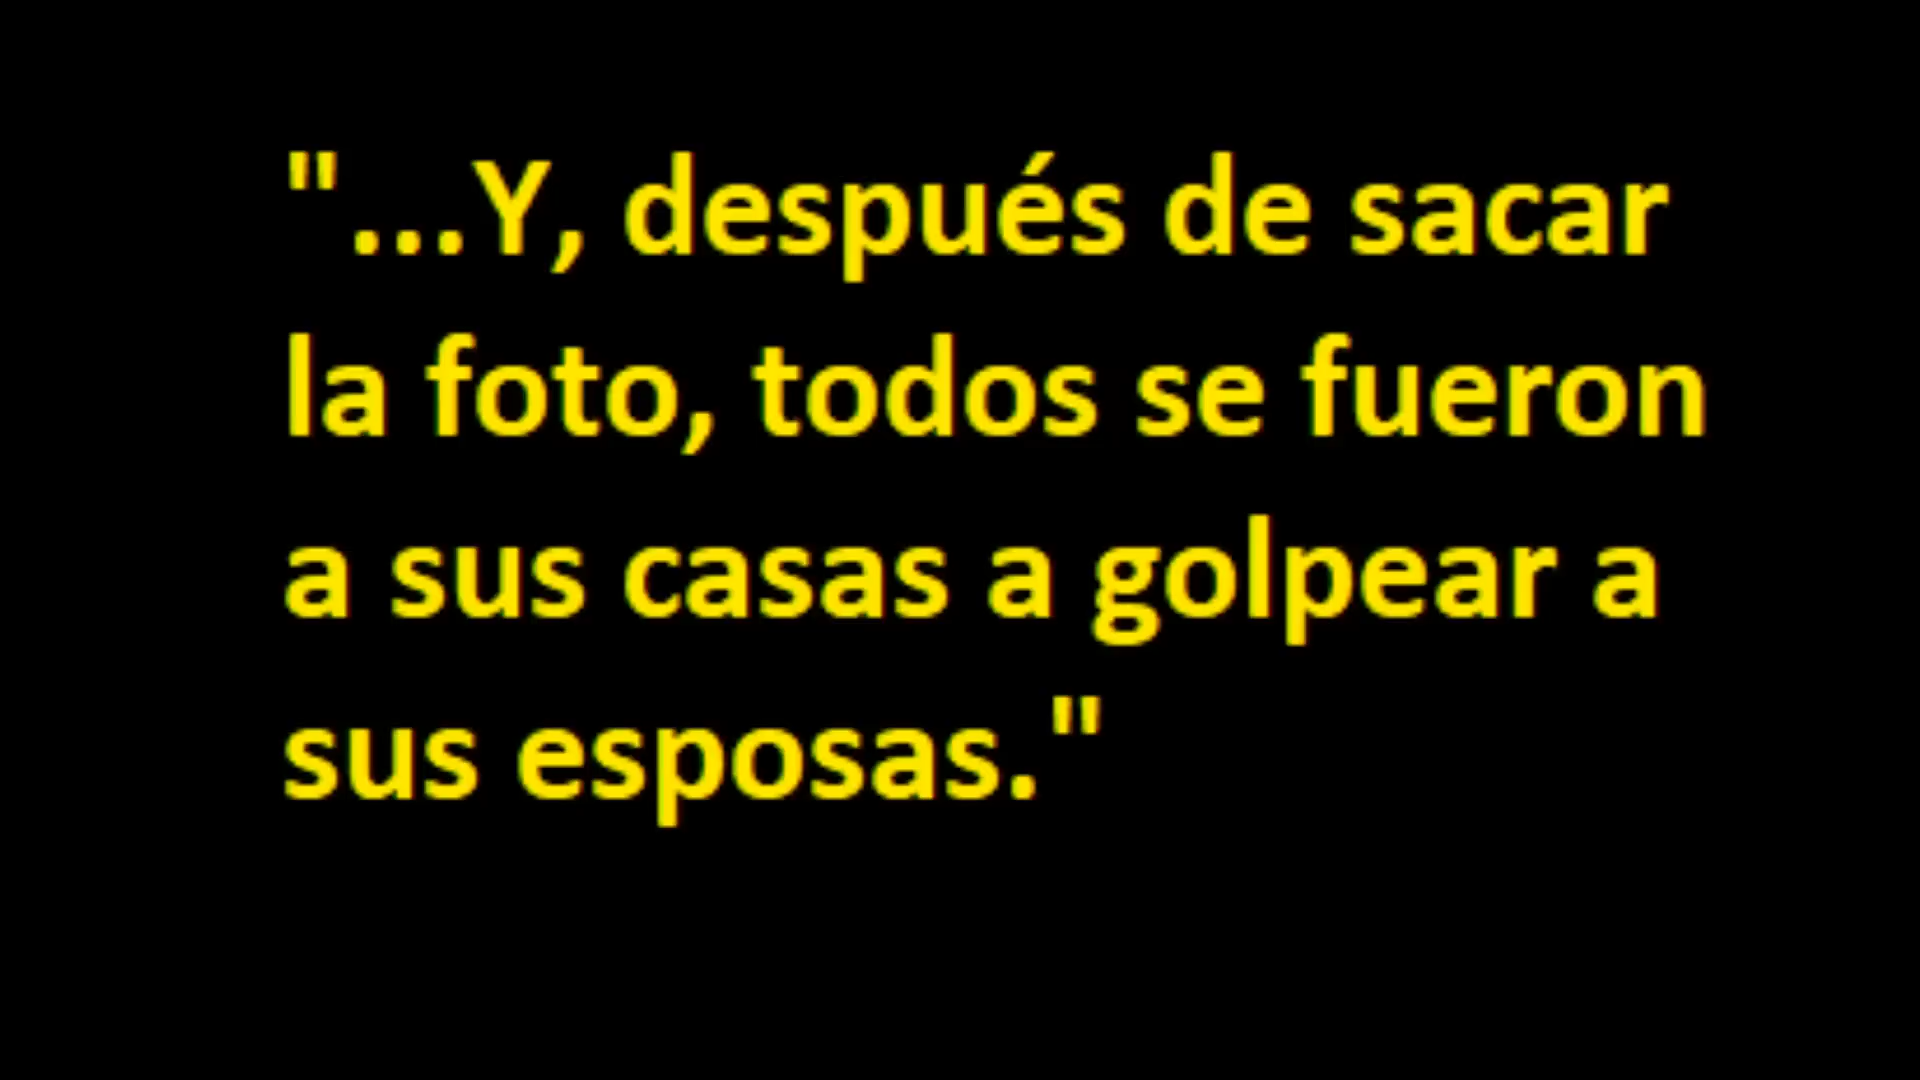 "...Y, después de sacar
la foto, todos se fueron
a sus casas a golpear a
sus esposas."